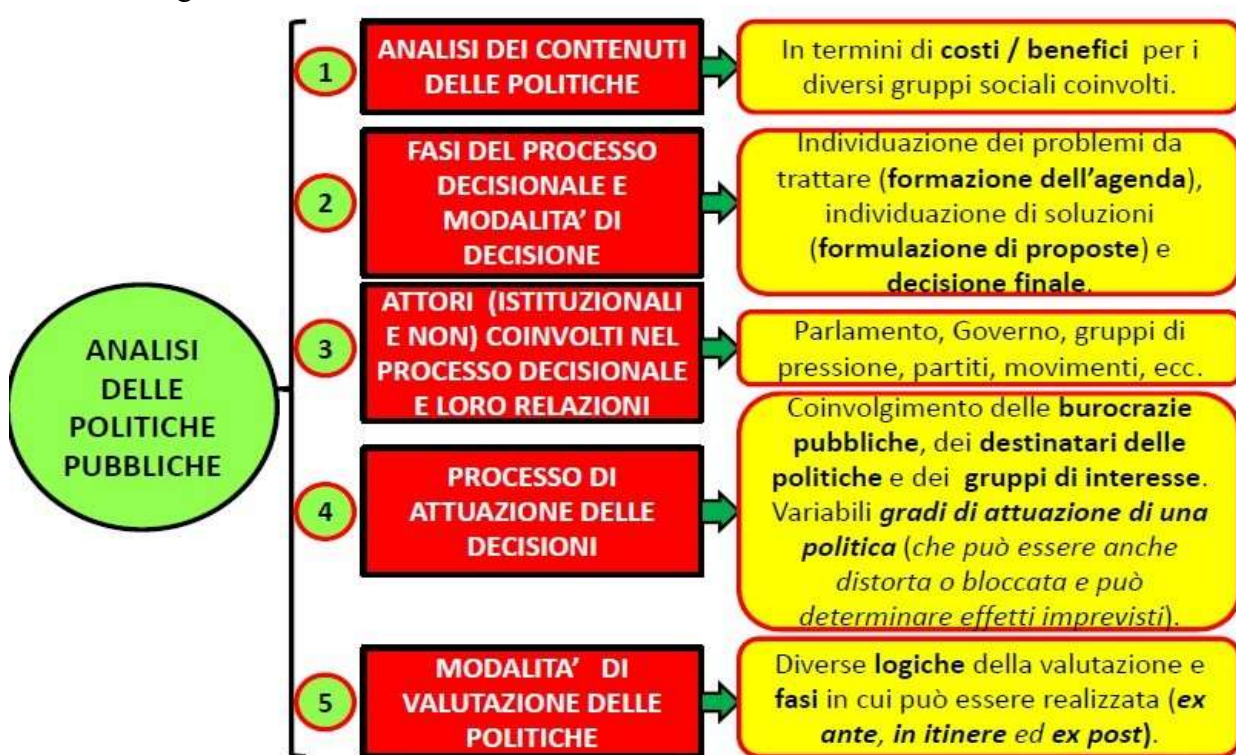 ANALISI
DELLE
POLITICHE
PUBBLICHE
1
ANALISI DEI CONTENUTI
DELLE POLITICHE
In termini di costi / benefici per i
diversi gruppi sociali coinvolti.
2
FASI DEL PROCESSO
DECISIONALE E
MODALITA’ DI
DECISIONE
Individuazione dei problemi da
trattare (formazione dell’agenda),
individuazione di soluzioni
(formulazione di proposte) e
decisione finale.
3
ATTORI (ISTITUZIONALI
E NON) COINVOLTI NEL
PROCESSO DECISIONALE
E LORO RELAZIONI
Parlamento, Governo, gruppi di
pressione, partiti, movimenti, ecc.
4
PROCESSO DI
ATTUAZIONE DELLE
DECISIONI
Coinvolgimento delle burocrazie
pubbliche, dei destinatari delle
politiche e dei gruppi di interesse.
Variabili gradi di attuazione di una
politica (che può essere anche
distorta o bloccata e può
determinare effetti imprevisti).
5
MODALITA’ DI
VALUTAZIONE DELLE
POLITICHE
Diverse logiche della valutazione e
fasi in cui può essere realizzata (ex
ante, in itinere ed ex post).